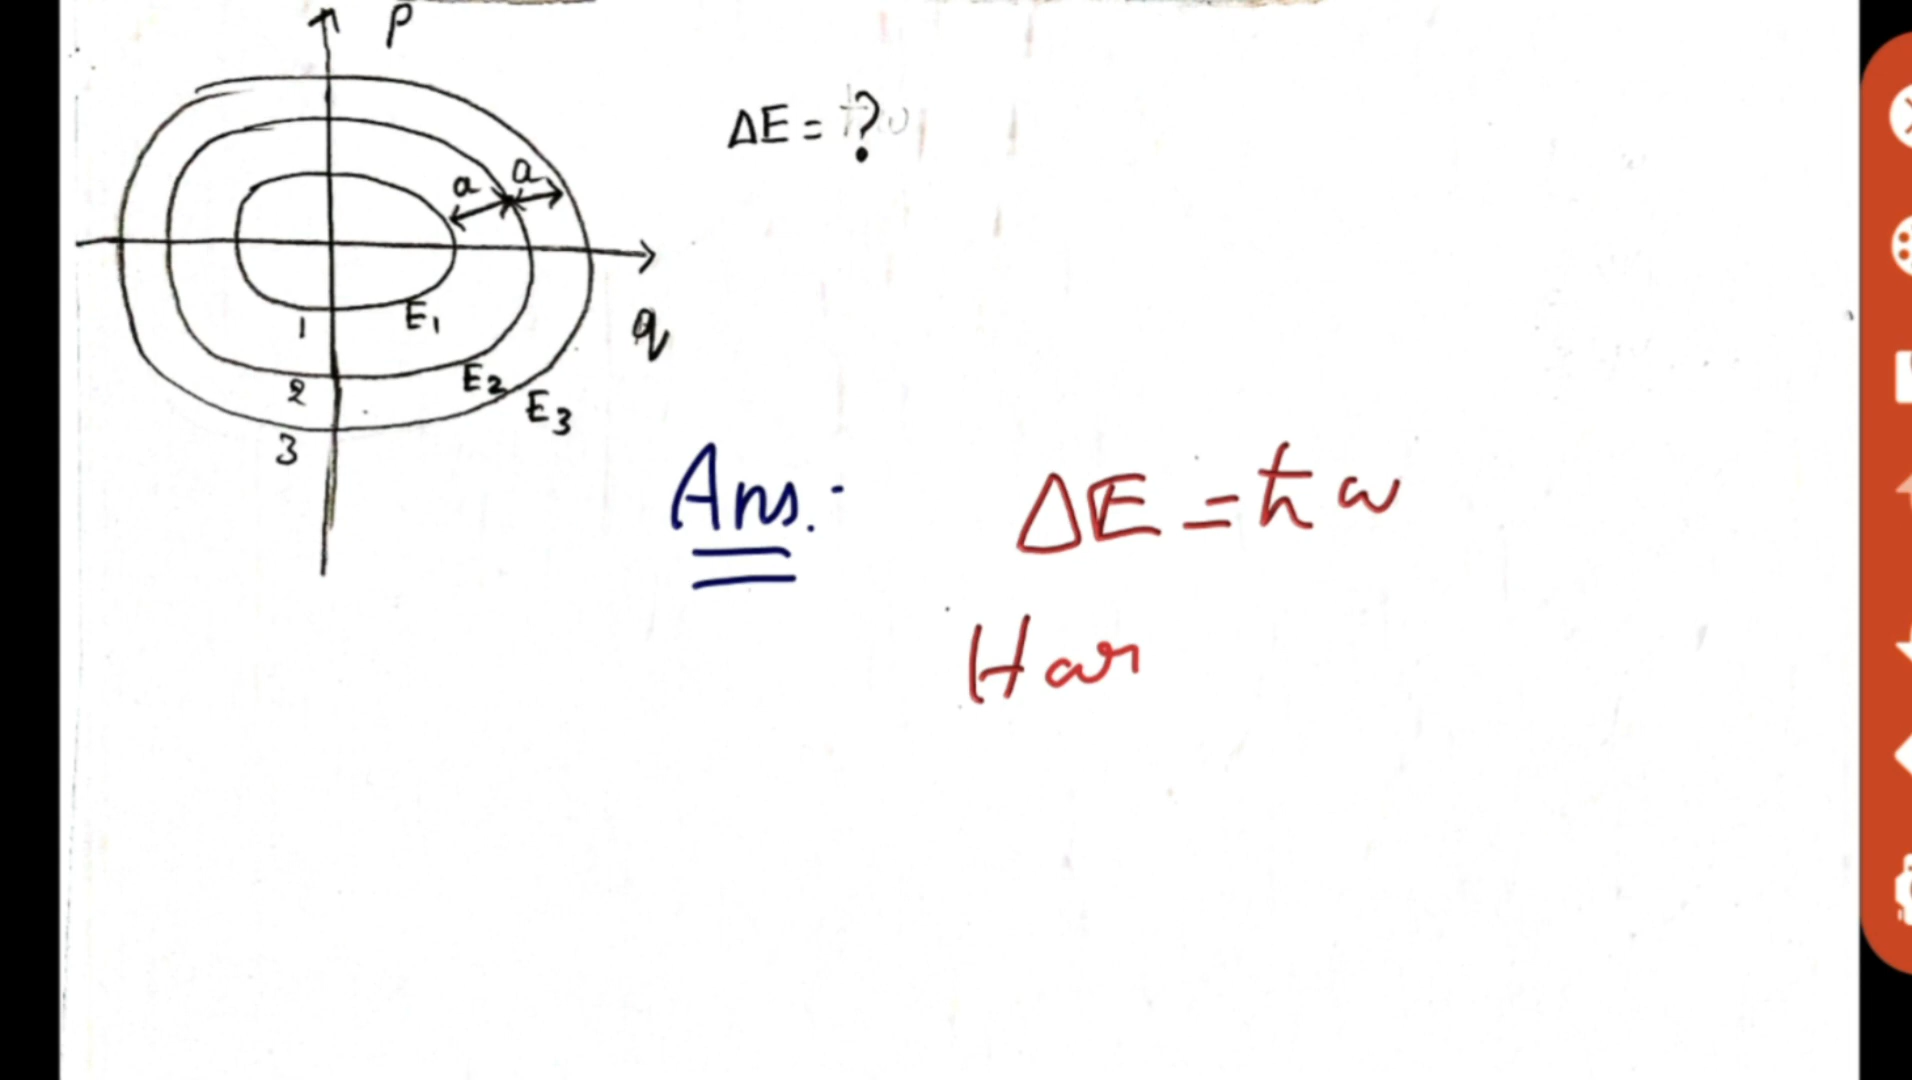 P
ΔE = ?
a a
1 E1
q
2 E2
E3
3
Ans: ΔE = ħω
Har